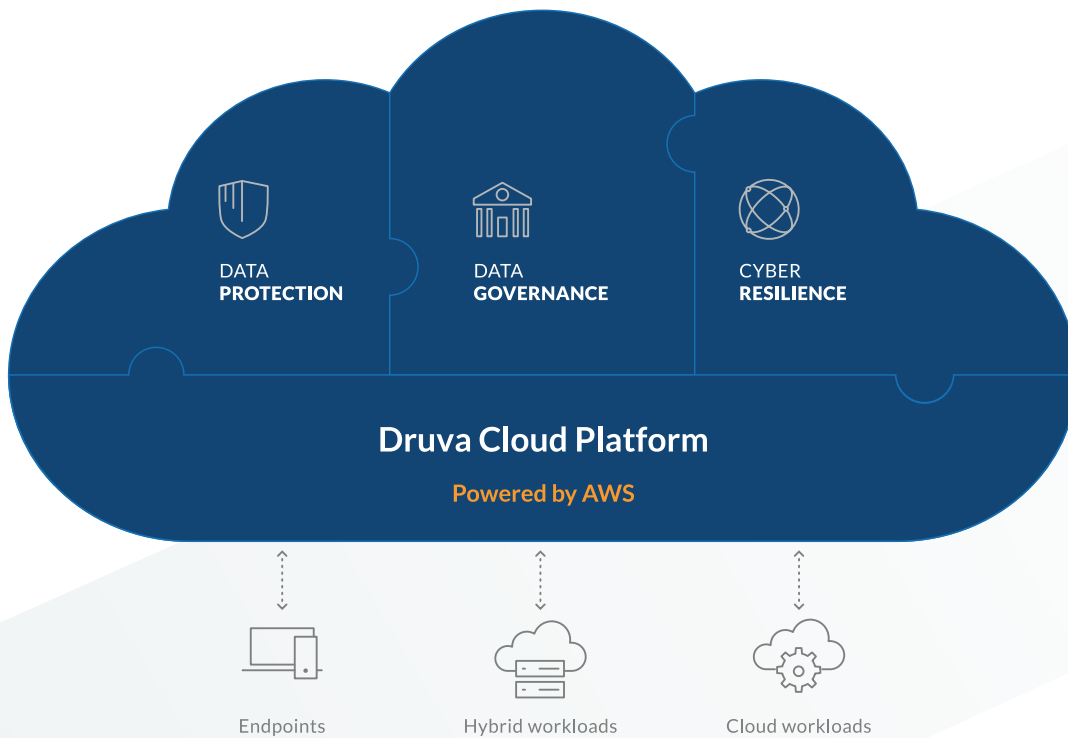 DATA
PROTECTION
DATA
GOVERNANCE
CYBER
RESILIENCE
Druva Cloud Platform
Powered by AWS
Endpoints
Hybrid workloads
Cloud workloads